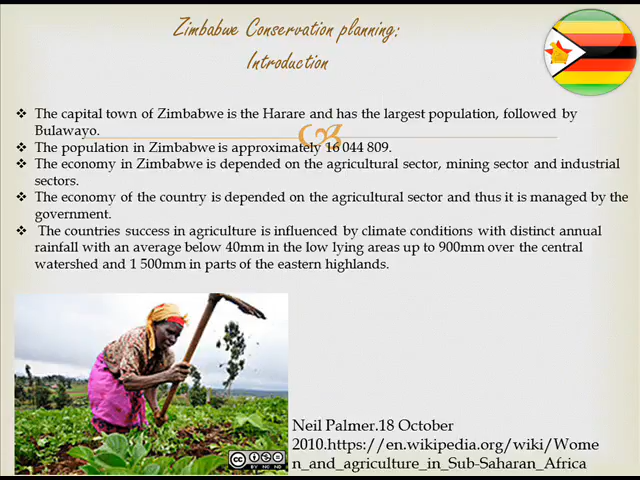 Zimbabwe Conservation planning:
Introduction
❖ The capital town of Zimbabwe is the Harare and has the largest population, followed by
Bulawayo.
❖ The population in Zimbabwe is approximately 16 044 809.
❖ The economy in Zimbabwe is depended on the agricultural sector, mining sector and industrial
sectors.
❖ The economy of the country is depended on the agricultural sector and thus it is managed by the
government.
❖ The countries success in agriculture is influenced by climate conditions with distinct annual
rainfall with an average below 40mm in the low lying areas up to 900mm over the central
watershed and 1 500mm in parts of the eastern highlands.
Neil Palmer.18 October
2010.https://en.wikipedia.org/wiki/Wome
n_and_agriculture_in_Sub-Saharan_Africa
cc
BY NC ND